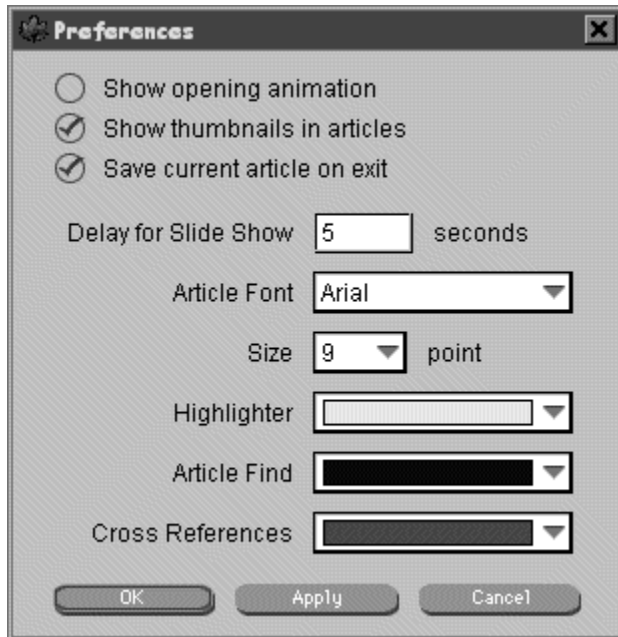 Preferences
Show opening animation
Show thumbnails in articles
Save current article on exit
Delay for Slide Show 5 seconds
Article Font Arial
Size 9 point
Highlighter
Article Find
Cross References
OK Apply Cancel